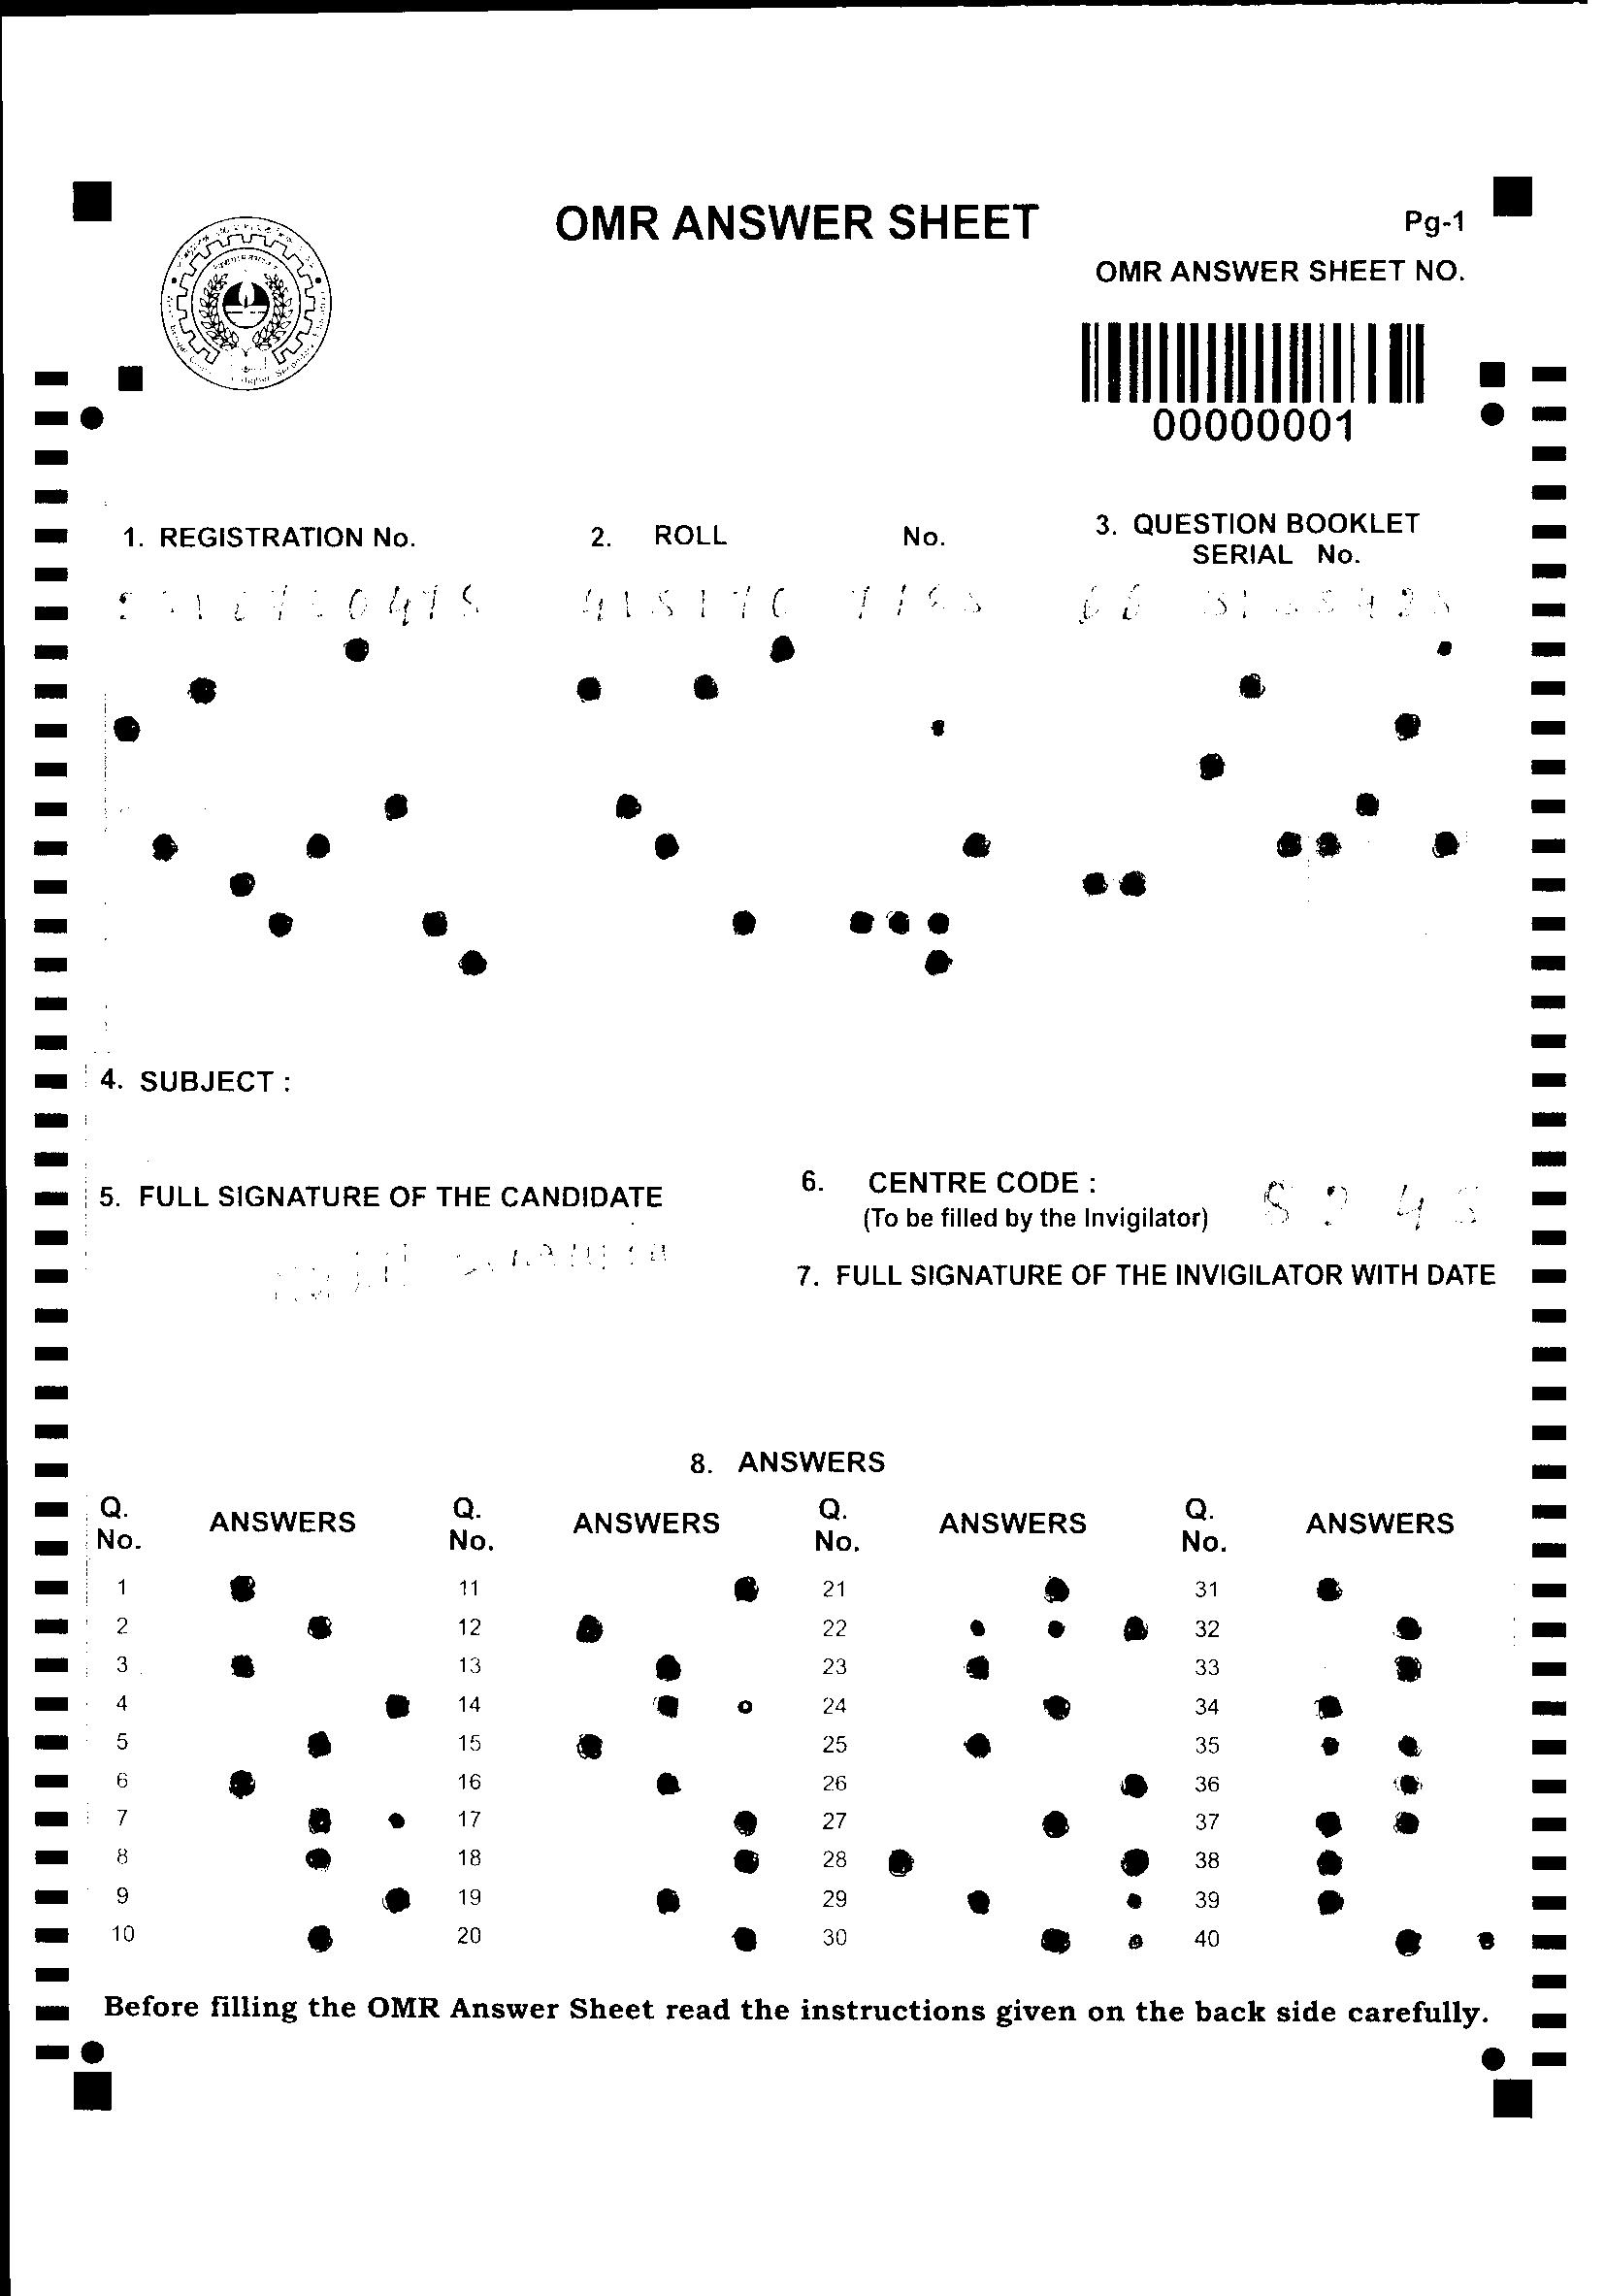 OMR ANSWER SHEET
Pg-1
OMR ANSWER SHEET NO.
00000001
1. REGISTRATION No.
2. ROLL No.
3. QUESTION BOOKLET
SERIAL No.
4. SUBJECT :
5. FULL SIGNATURE OF THE CANDIDATE
6. CENTRE CODE :
(To be filled by the Invigilator)
7. FULL SIGNATURE OF THE INVIGILATOR WITH DATE
8. ANSWERS
Q. No. ANSWERS Q. No. ANSWERS Q. No. ANSWERS Q. No. ANSWERS
1 11 21 31
2 12 22 32
3 13 23 33
4 14 24 34
5 15 25 35
6 16 26 36
7 17 27 37
8 18 28 38
9 19 29 39
10 20 30 40
Before filling the OMR Answer Sheet read the instructions given on the back side carefully.